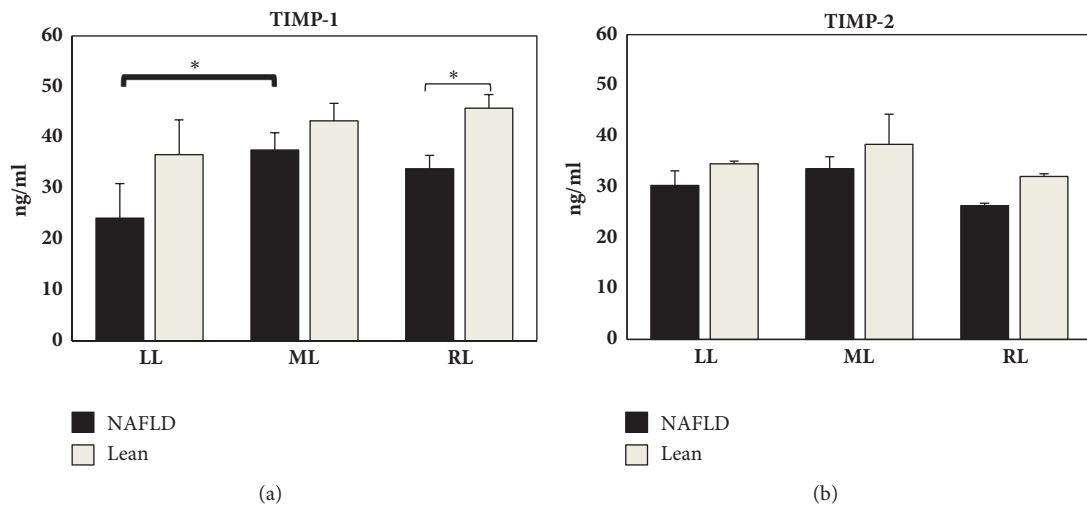 TIMP-1
60
50
40
30
20
10
0
ng/ml
*
*
LL ML RL
NAFLD
Lean
(a)
TIMP-2
60
50
40
30
20
10
0
ng/ml
LL ML RL
NAFLD
Lean
(b)